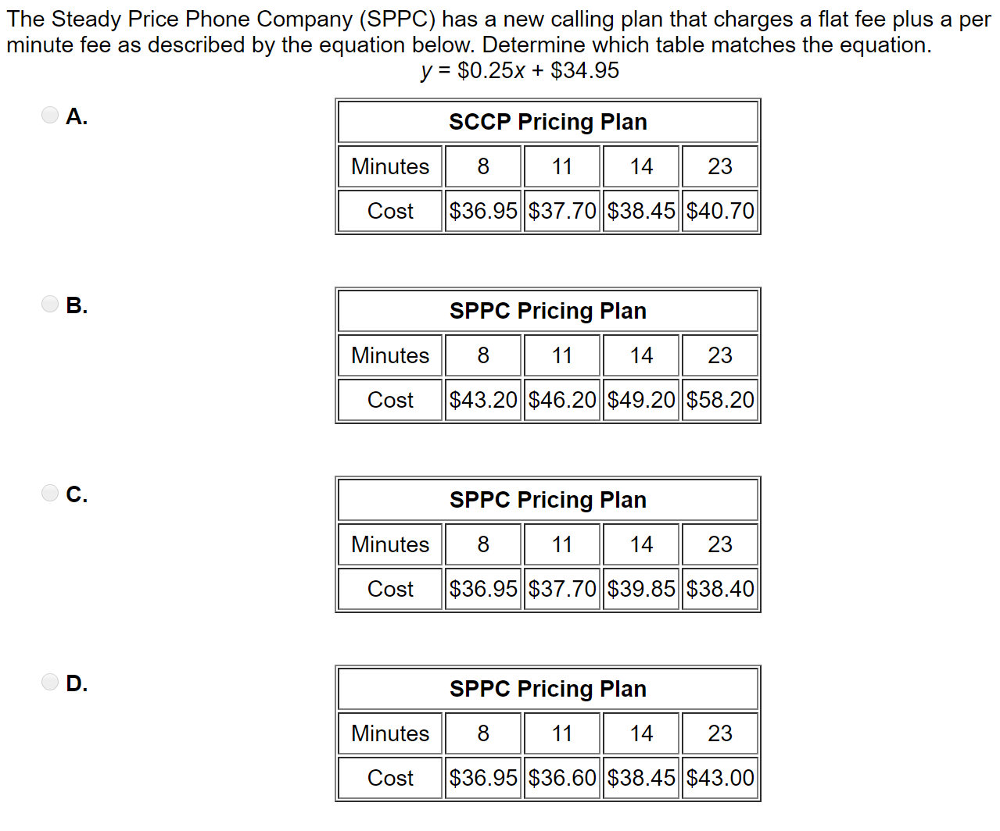 The Steady Price Phone Company (SPPC) has a new calling plan that charges a flat fee plus a per
minute fee as described by the equation below. Determine which table matches the equation.
y = $0.25x + $34.95
A.
SCCP Pricing Plan
Minutes 8 11 14 23
Cost $36.95 $37.70 $38.45 $40.70
B.
SPPC Pricing Plan
Minutes 8 11 14 23
Cost $43.20 $46.20 $49.20 $58.20
C.
SPPC Pricing Plan
Minutes 8 11 14 23
Cost $36.95 $37.70 $39.85 $38.40
D.
SPPC Pricing Plan
Minutes 8 11 14 23
Cost $36.95 $36.60 $38.45 $43.00